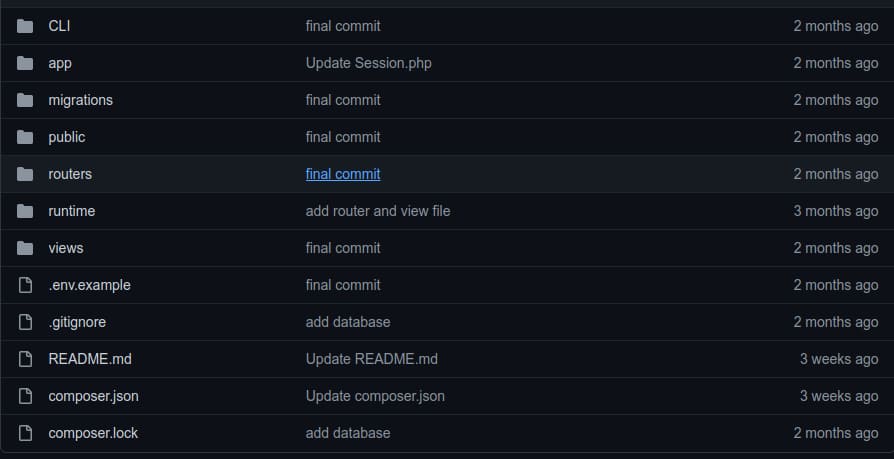 CLI final commit 2 months ago
app Update Session.php 2 months ago
migrations final commit 2 months ago
public final commit 2 months ago
routers final commit 2 months ago
runtime add router and view file 3 months ago
views final commit 2 months ago
.env.example final commit 2 months ago
.gitignore add database 2 months ago
README.md Update README.md 3 weeks ago
composer.json Update composer.json 3 weeks ago
composer.lock add database 2 months ago